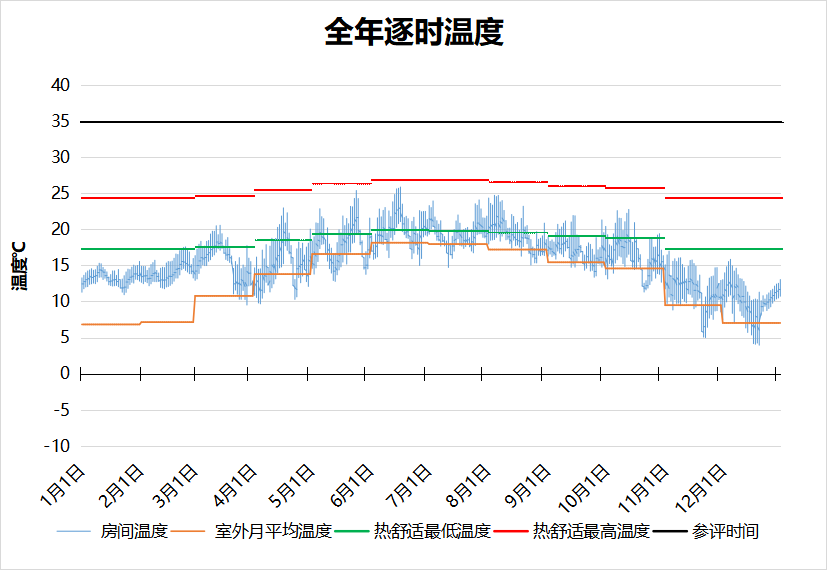 全年逐时温度
40
35
30
25
20
15
10
5
0
-5
-10
温度℃
1月1日
2月1日
3月1日
4月1日
5月1日
6月1日
7月1日
8月1日
9月1日
10月1日
11月1日
12月1日
房间温度 室外月平均温度 热舒适最低温度 热舒适最高温度 参评时间